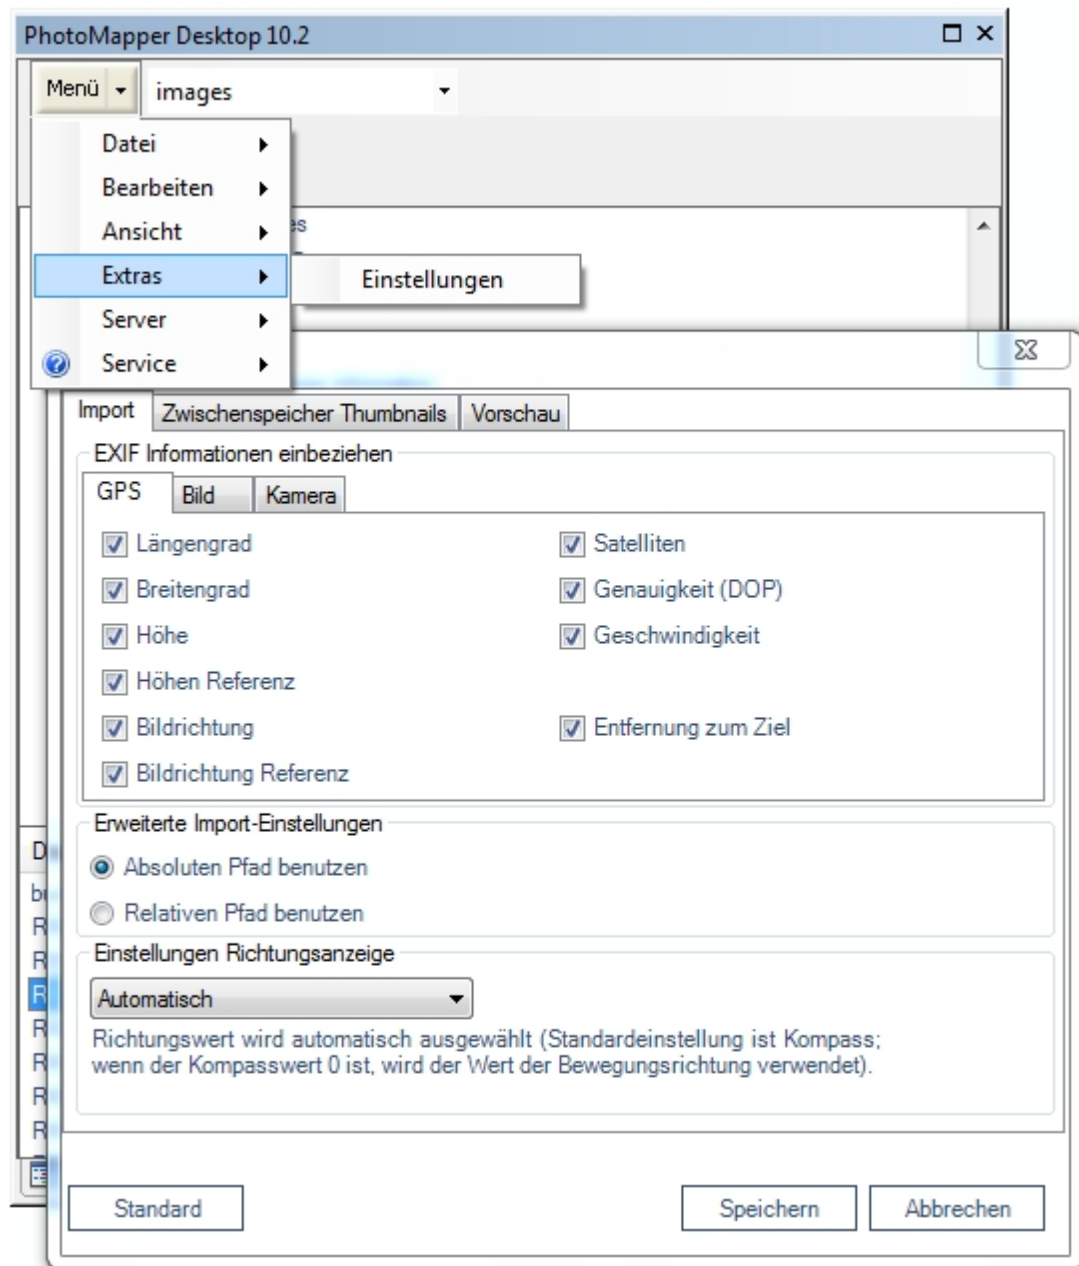 PhotoMapper Desktop 10.2
Menü
images
Datei
Bearbeiten
Ansicht
es
Extras
Einstellungen
Server
Service
Import
Zwischenspeicher Thumbnails
Vorschau
EXIF Informationen einbeziehen
GPS
Bild
Kamera
Längengrad
Satelliten
Breitengrad
Genauigkeit (DOP)
Höhe
Geschwindigkeit
Höhen Referenz
Bildrichtung
Entfernung zum Ziel
Bildrichtung Referenz
Erweiterte Import-Einstellungen
D
Absoluten Pfad benutzen
R
Relativen Pfad benutzen
R
Einstellungen Richtungsanzeige
R
Automatisch
R
Richtungswert wird automatisch ausgewählt (Standardeinstellung ist Kompass;
R
wenn der Kompasswert 0 ist, wird der Wert der Bewegungsrichtung verwendet).
R
R
Standard
Speichern
Abbrechen